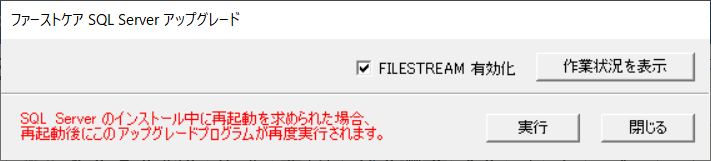 ファーストケア SQL Server アップグレード
FILESTREAM 有効化
作業状況を表示
SQL Server のインストール中に再起動を求められた場合、
再起動後にこのアップグレードプログラムが再度実行されます。
実行
閉じる